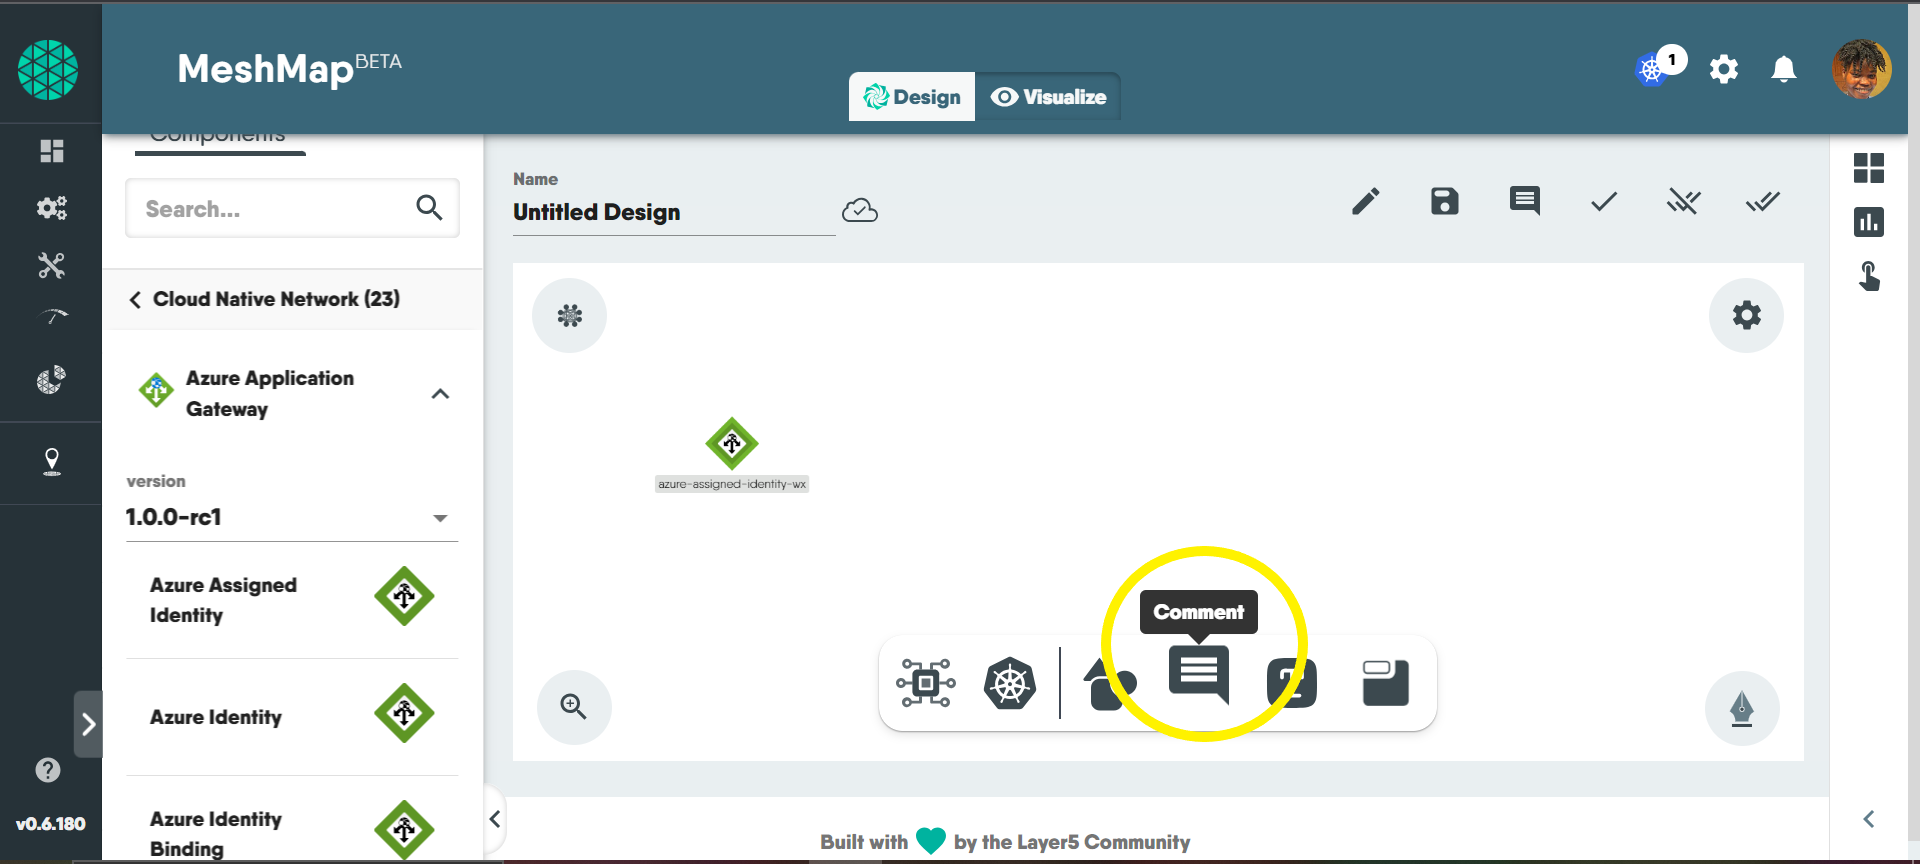 MeshMap BETA
Design
Visualize
1
Components
Search...
Cloud Native Network (23)
Azure Application
Gateway
version
1.0.0-rc1
Azure Assigned
Identity
Azure Identity
Azure Identity
Binding
v0.6.180
Name
Untitled Design
azure-assigned-identity-wx
Comment
Built with by the Layer5 Community